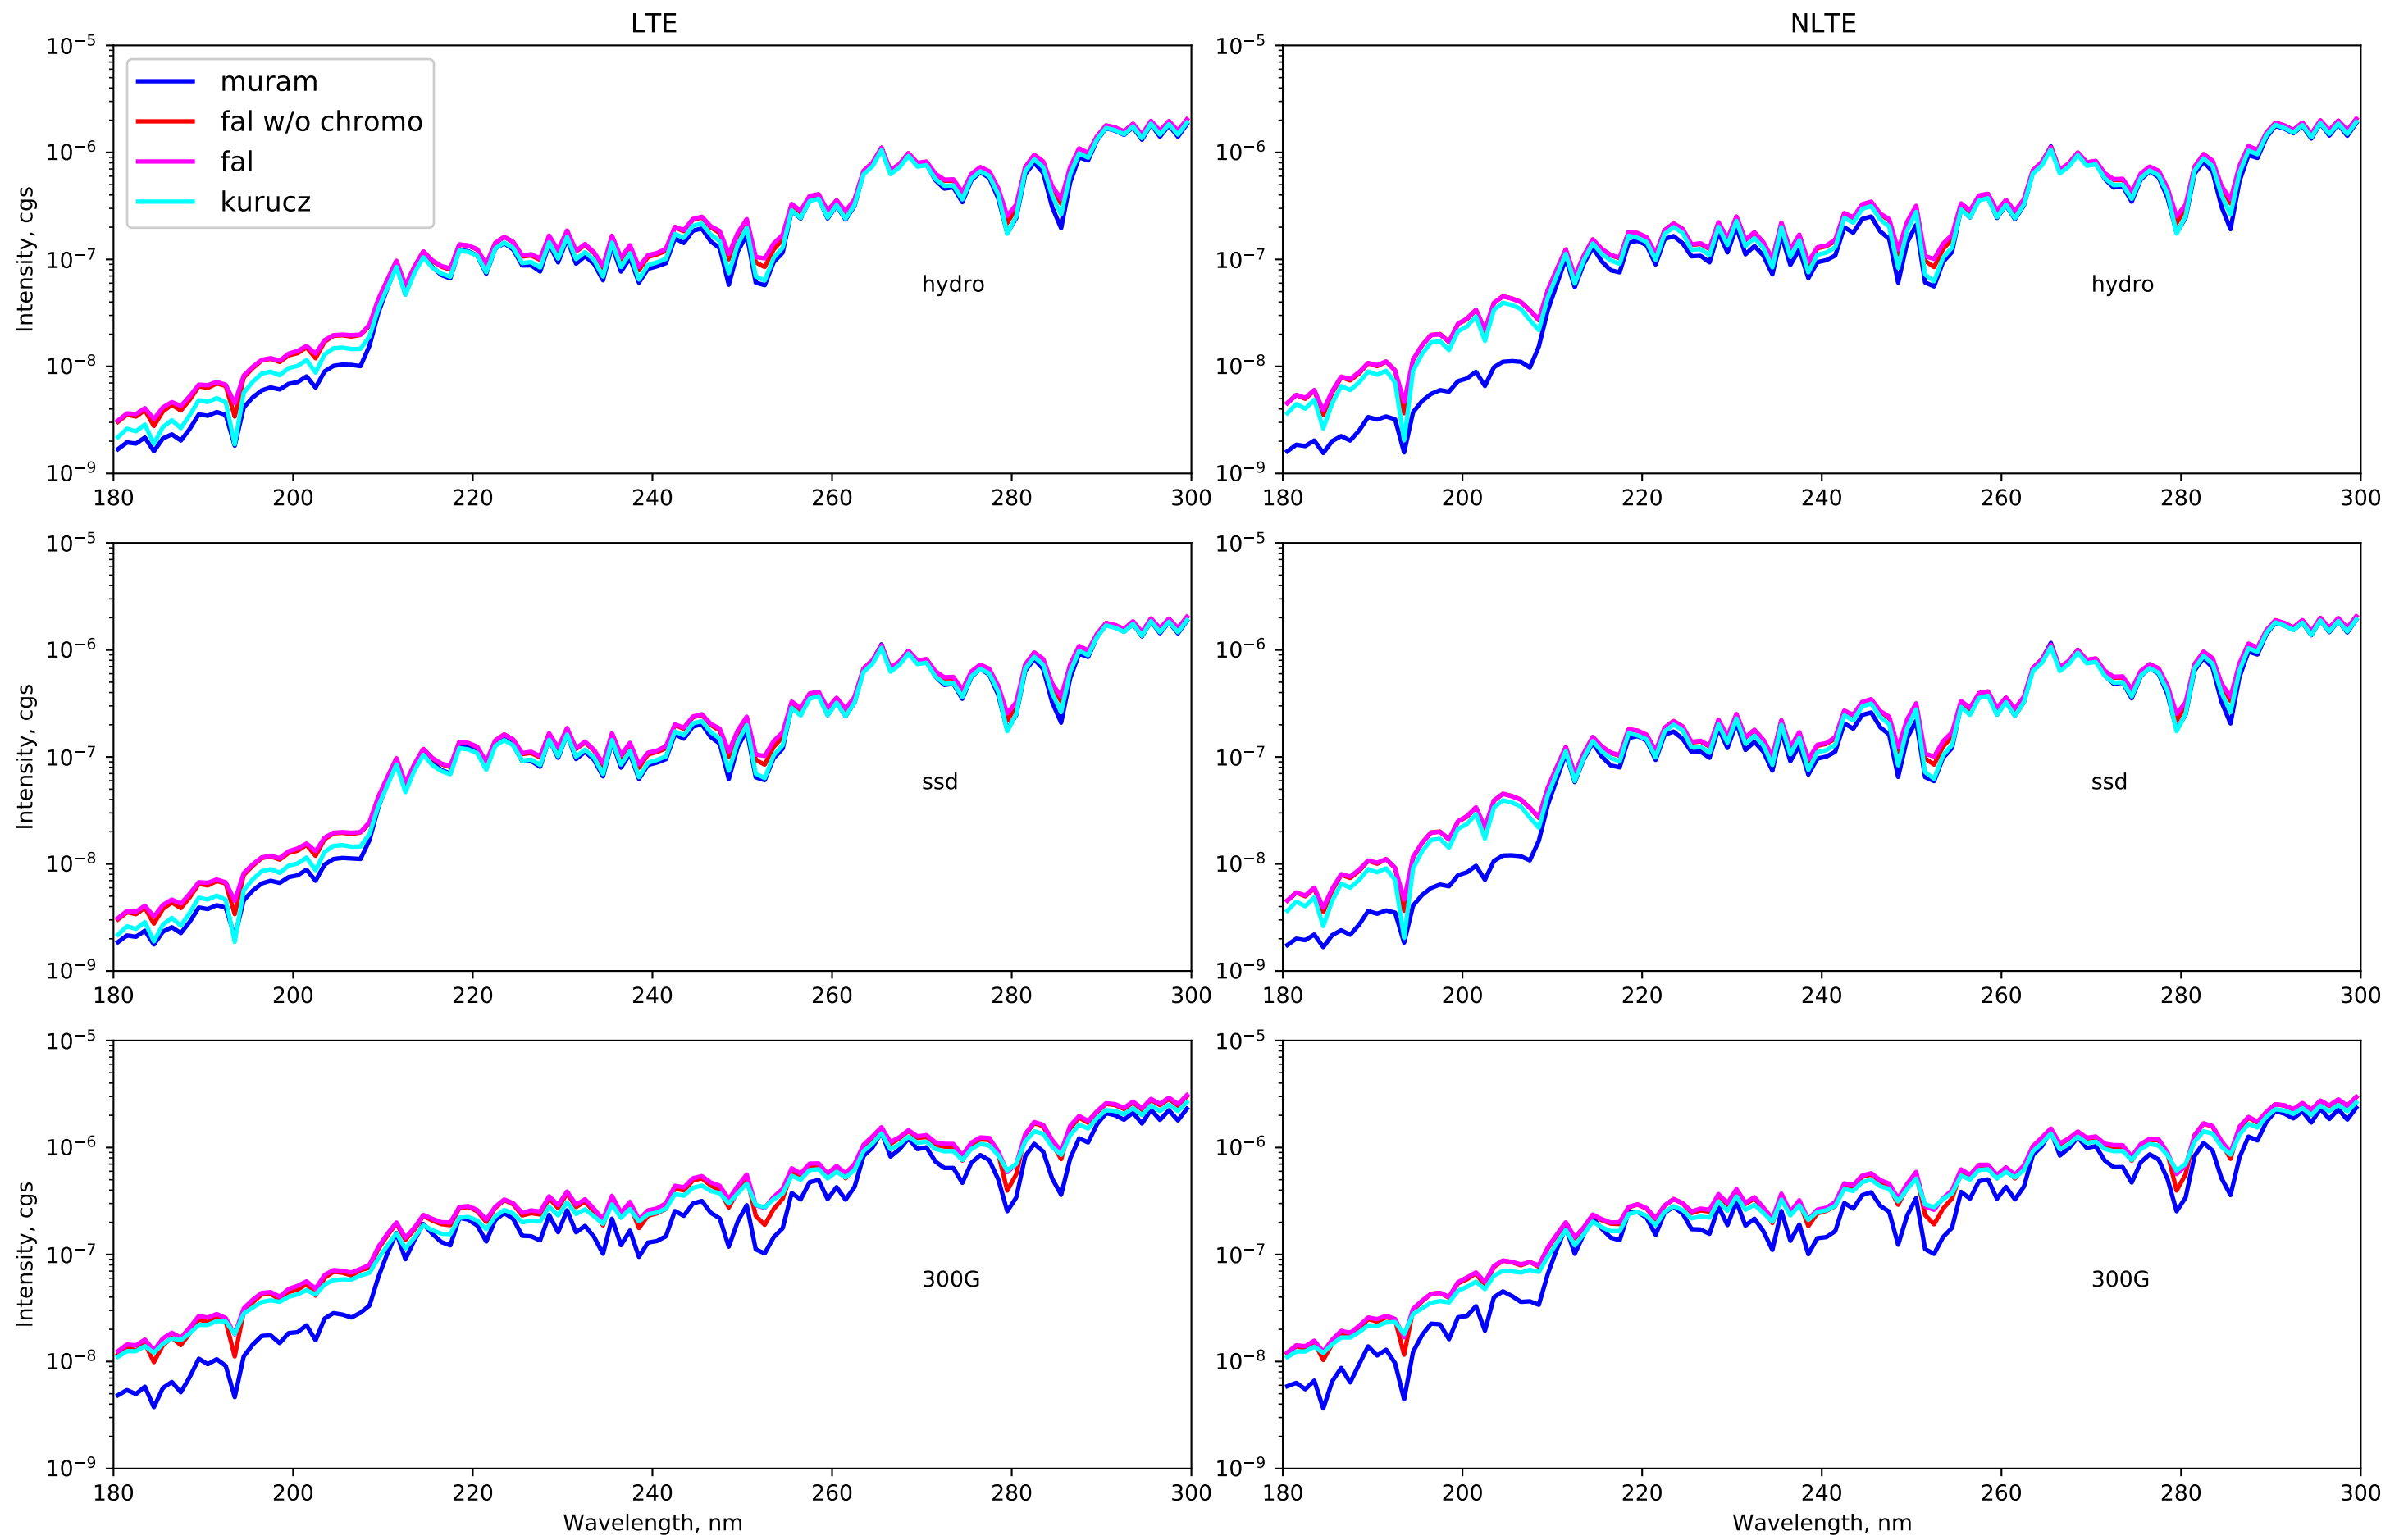 LTE
NLTE
10⁻⁵
10⁻⁶
10⁻⁷
10⁻⁸
10⁻⁹
Intensity, cgs
muram
fal w/o chromo
fal
kurucz
hydro
180 200 220 240 260 280 300
10⁻⁵
10⁻⁶
10⁻⁷
10⁻⁸
10⁻⁹
hydro
180 200 220 240 260 280 300
10⁻⁵
10⁻⁶
10⁻⁷
10⁻⁸
10⁻⁹
Intensity, cgs
ssd
180 200 220 240 260 280 300
10⁻⁵
10⁻⁶
10⁻⁷
10⁻⁸
10⁻⁹
ssd
180 200 220 240 260 280 300
10⁻⁵
10⁻⁶
10⁻⁷
10⁻⁸
10⁻⁹
Intensity, cgs
300G
180 200 220 240 260 280 300
Wavelength, nm
10⁻⁵
10⁻⁶
10⁻⁷
10⁻⁸
10⁻⁹
300G
180 200 220 240 260 280 300
Wavelength, nm